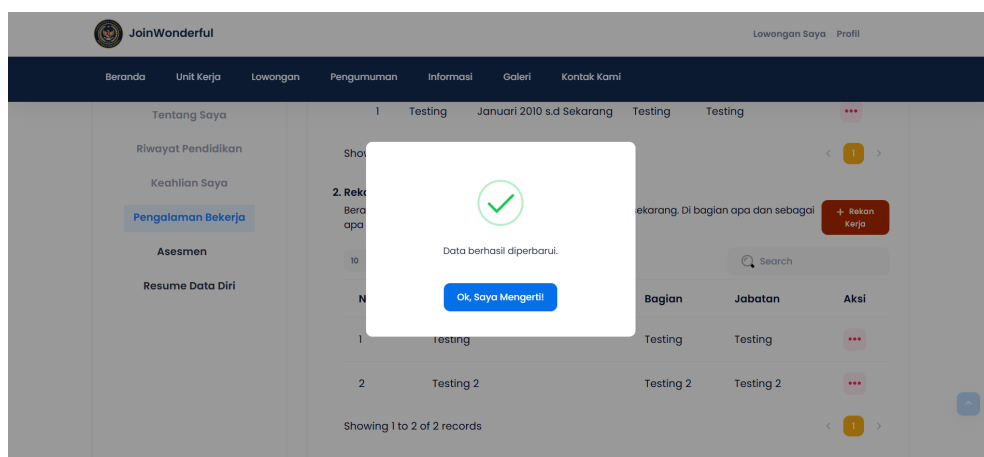 JoinWonderful
Lowongan Saya Profil
Beranda Unit Kerja Lowongan Pengumuman Informasi Galeri Kontak Kami
Tentang Saya
Riwayat Pendidikan
Keahlian Saya
Pengalaman Bekerja
Asesmen
Resume Data Diri
1 Testing Januari 2010 s.d Sekarang Testing Testing
1
2.
sekarang. Di bagian apa dan sebagai
apa
+ Rekan
Kerja
10
Search
Bagian Jabatan Aksi
1 Testing Testing Testing
2 Testing 2 Testing 2 Testing 2
Showing 1 to 2 of 2 records
1
Data berhasil diperbarui.
Ok, Saya Mengerti!